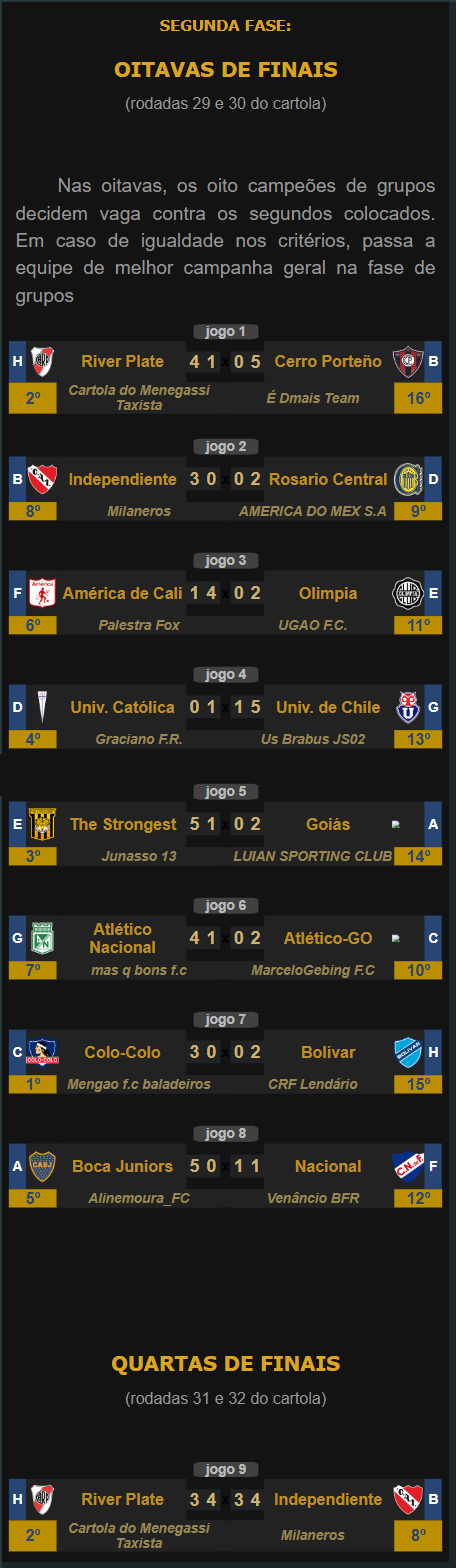 SEGUNDA FASE:
OITAVAS DE FINAIS
(rodadas 29 e 30 do cartola)
Nas oitavas, os oito campeões de grupos
decidem vaga contra os segundos colocados.
Em caso de igualdade nos critérios, passa a
equipe de melhor campanha geral na fase de
grupos
jogo 1
H River Plate 4 1 x 0 5 Cerro Porteño B
2º Cartola do Menegassi Taxista É Dmais Team 16º
jogo 2
B Independiente 3 0 x 0 2 Rosario Central D
8º Milaneros AMERICA DO MEX S.A 9º
jogo 3
F América de Cali 1 4 x 0 2 Olimpia E
6º Palestra Fox UGAO F.C. 11º
jogo 4
D Univ. Católica 0 1 x 1 5 Univ. de Chile G
4º Graciano F.R. Us Brabus JS02 13º
jogo 5
E The Strongest 5 1 x 0 2 Goiás A
3º Junasso 13 LUIAN SPORTING CLUB 14º
jogo 6
G Atlético Nacional 4 1 x 0 2 Atlético-GO C
7º mas q bons f.c MarceloGebing F.C 10º
jogo 7
C Colo-Colo 3 0 x 0 2 Bolívar H
1º Mengao f.c baladeiros CRF Lendário 15º
jogo 8
A Boca Juniors 5 0 x 1 1 Nacional F
5º Alinemoura_FC Venâncio BFR 12º
QUARTAS DE FINAIS
(rodadas 31 e 32 do cartola)
jogo 9
H River Plate 3 4 x 3 4 Independiente B
2º Cartola do Menegassi Taxista Milaneros 8º